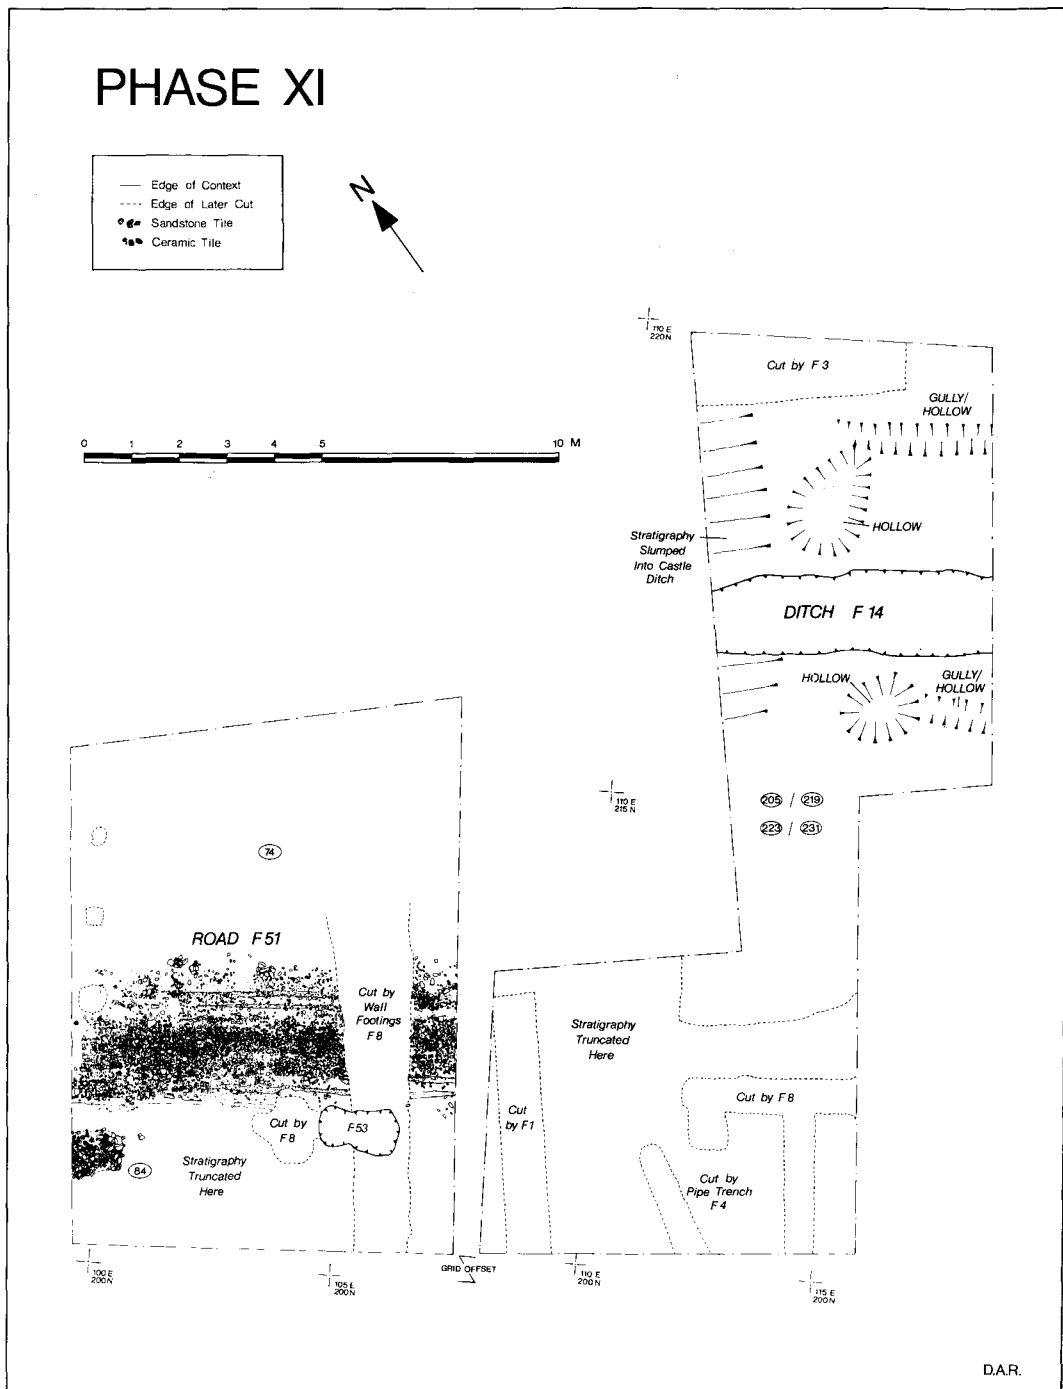 PHASE XI
Edge of Context
Edge of Later Cut
Sandstone Tile
Ceramic Tile
N
0 1 2 3 4 5 10 M
110 E
220 N
Cut by F 3
GULLY/
HOLLOW
HOLLOW
Stratigraphy
Slumped
Into Castle
Ditch
DITCH F 14
HOLLOW
GULLY/
HOLLOW
110 E
215 N
205 / 219
223 / 231
74
ROAD F 51
Cut by
Wall
Footings
F 8
Stratigraphy
Truncated
Here
Cut by F 8
Cut
by F 1
Cut by
F 8
F 53
84
Stratigraphy
Truncated
Here
Cut by
Pipe Trench
F 4
100 E
200 N
105 E
200 N
GRID OFFSET
110 E
200 N
115 E
200 N
D.A.R.